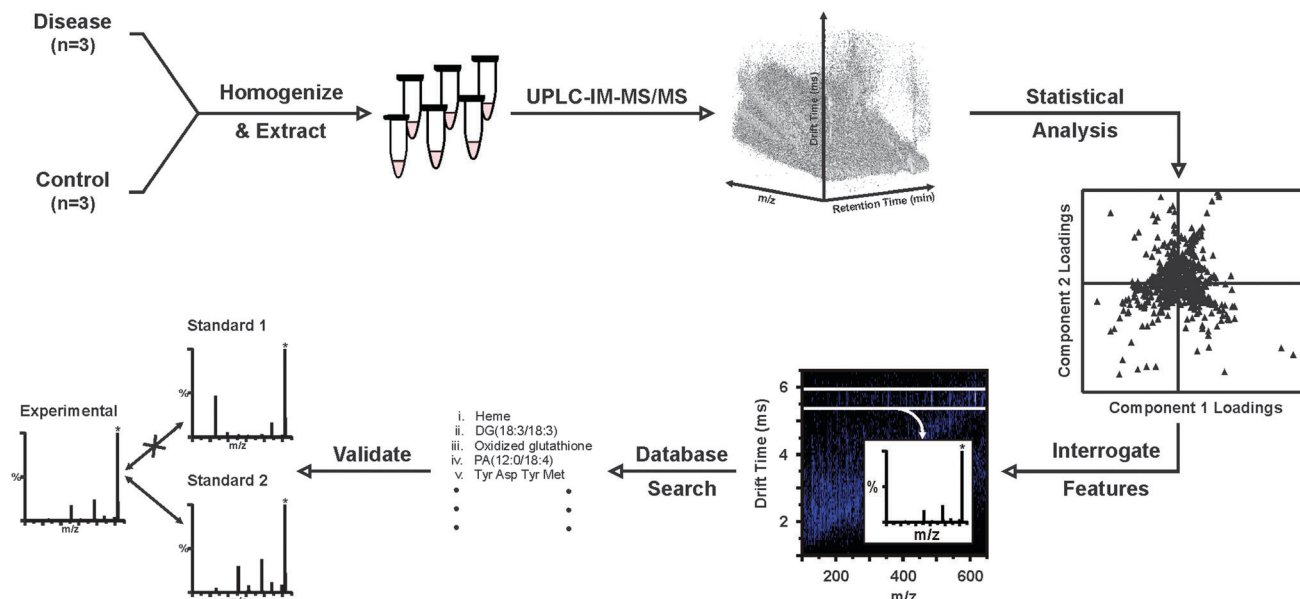 Disease
(n=3)
Control
(n=3)
Homogenize
& Extract
UPLC-IM-MS/MS
Drift Time (ms)
m/z
Retention Time (min)
Statistical
Analysis
Component 2 Loadings
Component 1 Loadings
Interrogate
Features
Drift Time (ms)
6
4
2
200
400
600
m/z
*
%
m/z
Database
Search
i. Heme
ii. DG(18:3/18:3)
iii. Oxidized glutathione
iv. PA(12:0/18:4)
v. Tyr Asp Tyr Met
Validate
Standard 1
*
%
m/z
Experimental
*
%
m/z
Standard 2
*
%
m/z